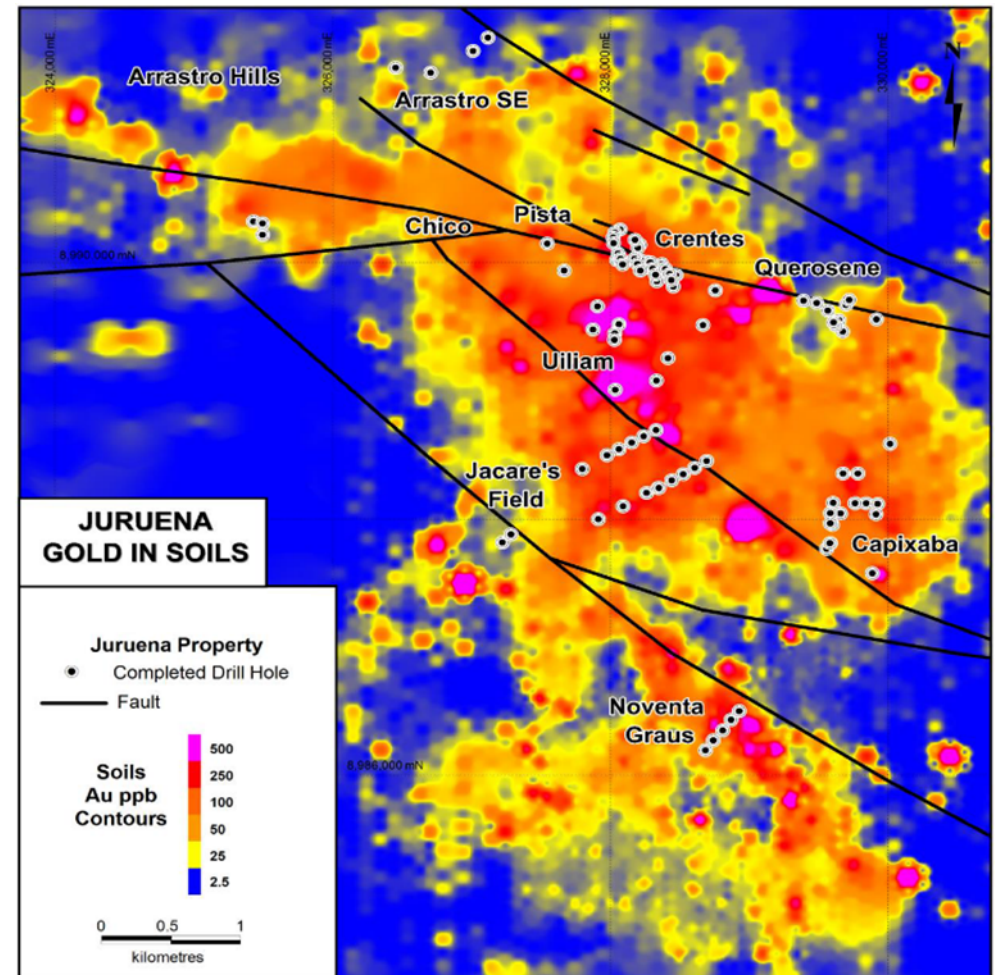 324,000 mE
326,000 mE
328,000 mE
N
Arrastro Hills
Arrastro SE
Pista
Chico
Crentes
8,990,000 mN
Querosene
Uiliam
Jacare's
Field
JURUENA
GOLD IN SOILS
Capixaba
Juruena Property
Completed Drill Hole
Fault
Noventa
Graus
8,986,000 mN
Soils
Au ppb
Contours
500
250
100
50
25
2.5
0
0.5
1
kilometres